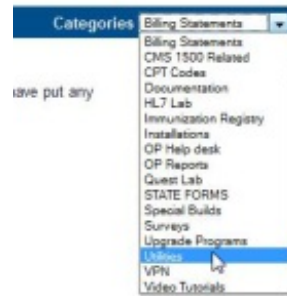 Categories Billing Statements
Billing Statements
CMS 1500 Related
CPT Codes
Documentation
have put any
HL7 Lab
Immunization Registry
Installations
OP Help desk
OP Reports
Quest Lab
STATE FORMS
Special Builds
Surveys
Upgrade Programs
Utilities
VPN
Video Tutorials